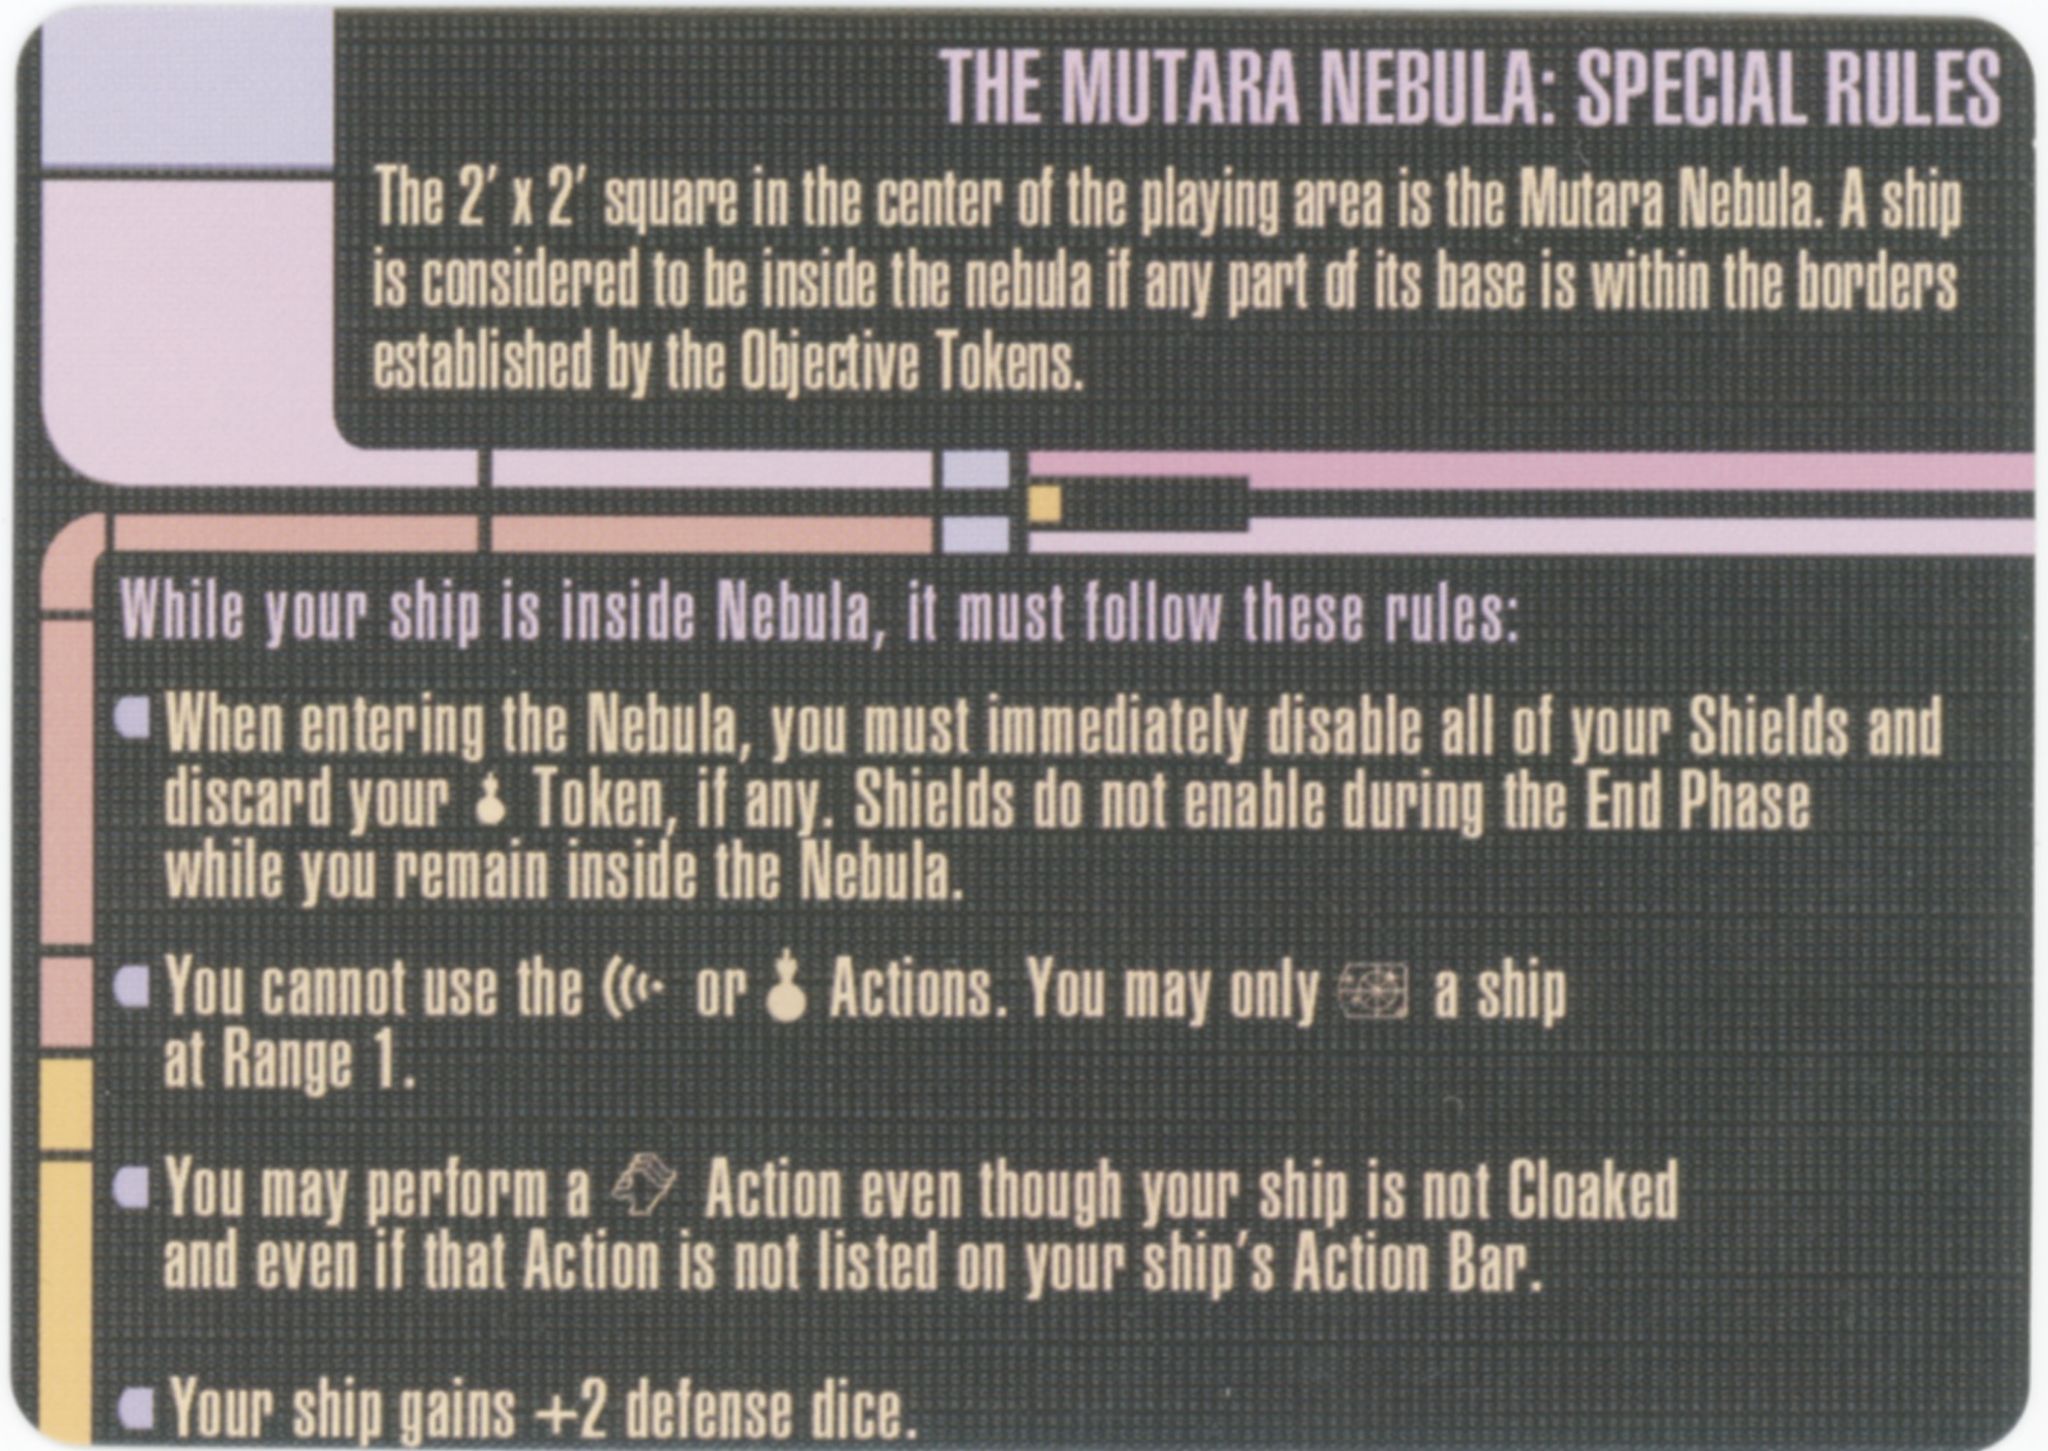 THE MUTARA NEBULA: SPECIAL RULES
The 2' x 2' square in the center of the playing area is the Mutara Nebula. A ship
is considered to be inside the nebula if any part of its base is within the borders
established by the Objective Tokens.
While your ship is inside Nebula, it must follow these rules:
When entering the Nebula, you must immediately disable all of your Shields and
discard your Token, if any. Shields do not enable during the End Phase
while you remain inside the Nebula.
You cannot use the or Actions. You may only a ship
at Range 1.
You may perform a Action even though your ship is not Cloaked
and even if that Action is not listed on your ship's Action Bar.
Your ship gains +2 defense dice.